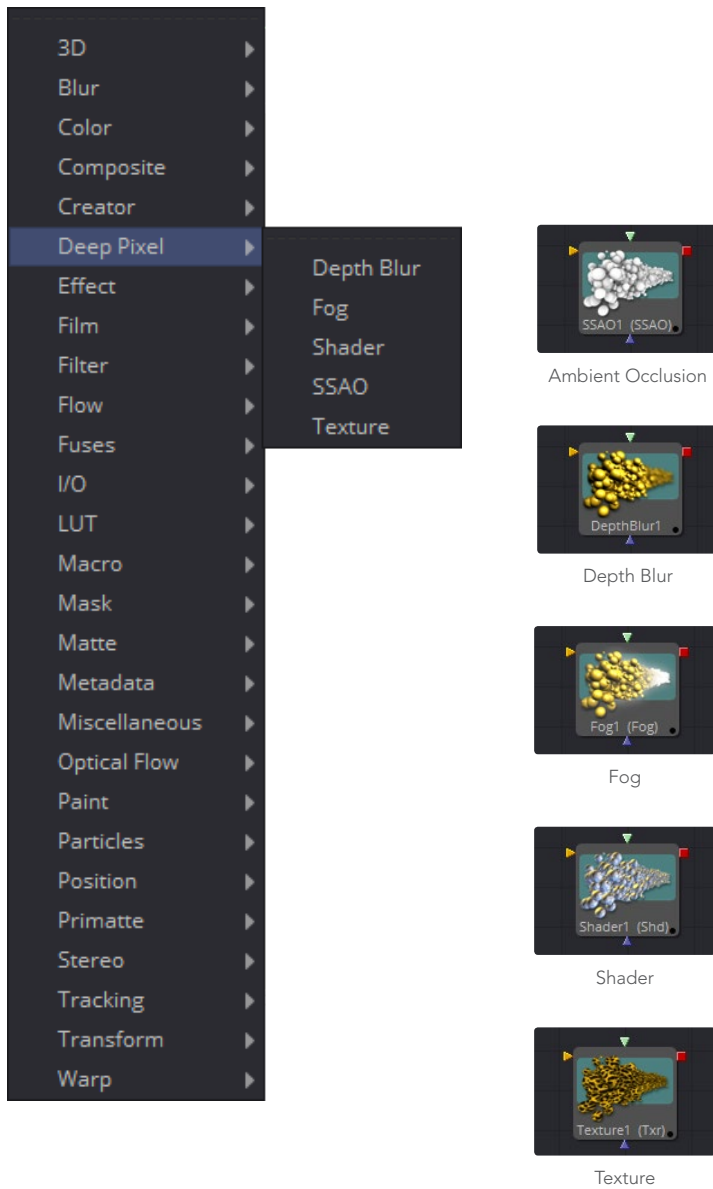 3D
Blur
Color
Composite
Creator
Deep Pixel
Effect
Film
Filter
Flow
Fuses
I/O
LUT
Macro
Mask
Matte
Metadata
Miscellaneous
Optical Flow
Paint
Particles
Position
Primatte
Stereo
Tracking
Transform
Warp
Depth Blur
Fog
Shader
SSAO
Texture
SSAO1 (SSAO)
Ambient Occlusion
DepthBlur1
Depth Blur
Fog1 (Fog)
Fog
Shader1 (Shd)
Shader
Texture1 (Txr)
Texture